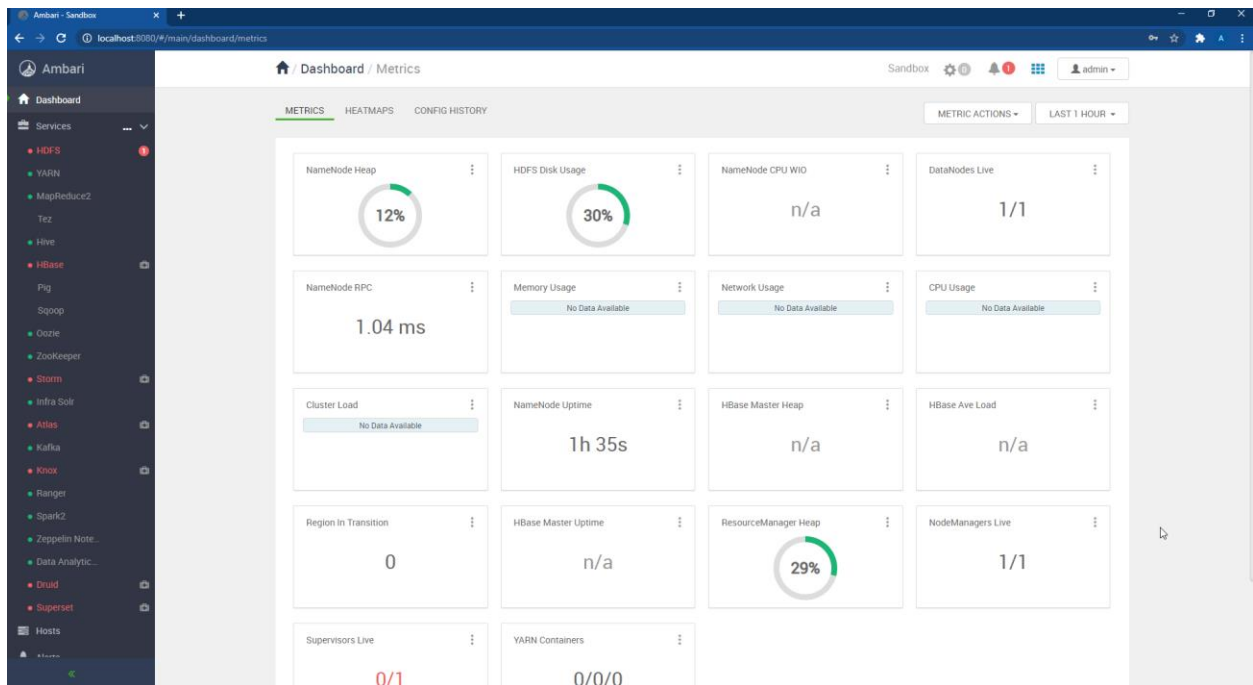 Ambari - Sandbox
localhost:8080/#/main/dashboard/metrics
A
Ambari
Dashboard
Services
HDFS 1
YARN
MapReduce2
Tez
Hive
HBase
Pig
Sqoop
Oozie
ZooKeeper
Storm
Infra Solr
Atlas
Kafka
Knox
Ranger
Spark2
Zeppelin Note...
Data Analytic...
Druid
Superset
Hosts
Alerts
/ Dashboard / Metrics
Sandbox 0 1 admin
METRICS HEATMAPS CONFIG HISTORY
METRIC ACTIONS LAST 1 HOUR
NameNode Heap
12%
HDFS Disk Usage
30%
NameNode CPU WIO
n/a
DataNodes Live
1/1
NameNode RPC
1.04 ms
Memory Usage
No Data Available
Network Usage
No Data Available
CPU Usage
No Data Available
Cluster Load
No Data Available
NameNode Uptime
1h 35s
HBase Master Heap
n/a
HBase Ave Load
n/a
Region In Transition
0
HBase Master Uptime
n/a
ResourceManager Heap
29%
NodeManagers Live
1/1
Supervisors Live
0/1
YARN Containers
0/0/0